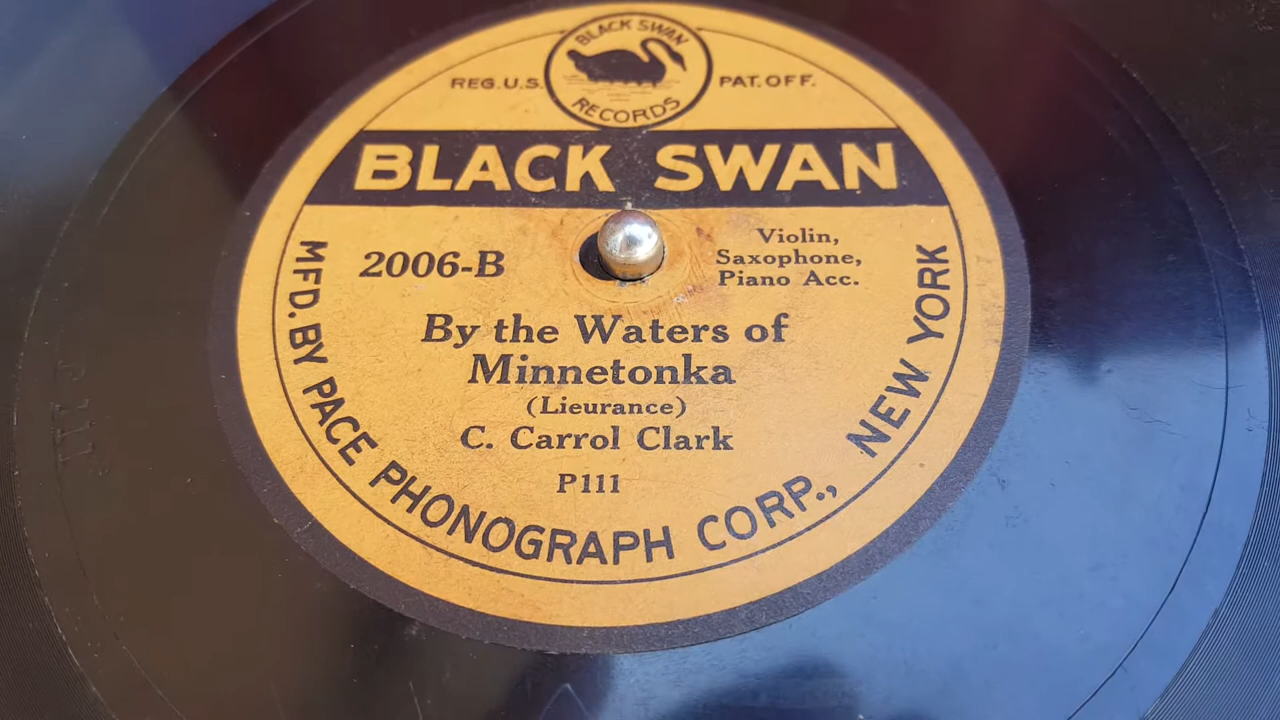 BLACK SWAN
RECORDS
REG. U.S. PAT. OFF.
BLACK SWAN
2006-B
Violin,
Saxophone,
Piano Acc.
By the Waters of
Minnetonka
(Lieurance)
C. Carrol Clark
P111
MFD. BY PACE PHONOGRAPH CORP., NEW YORK